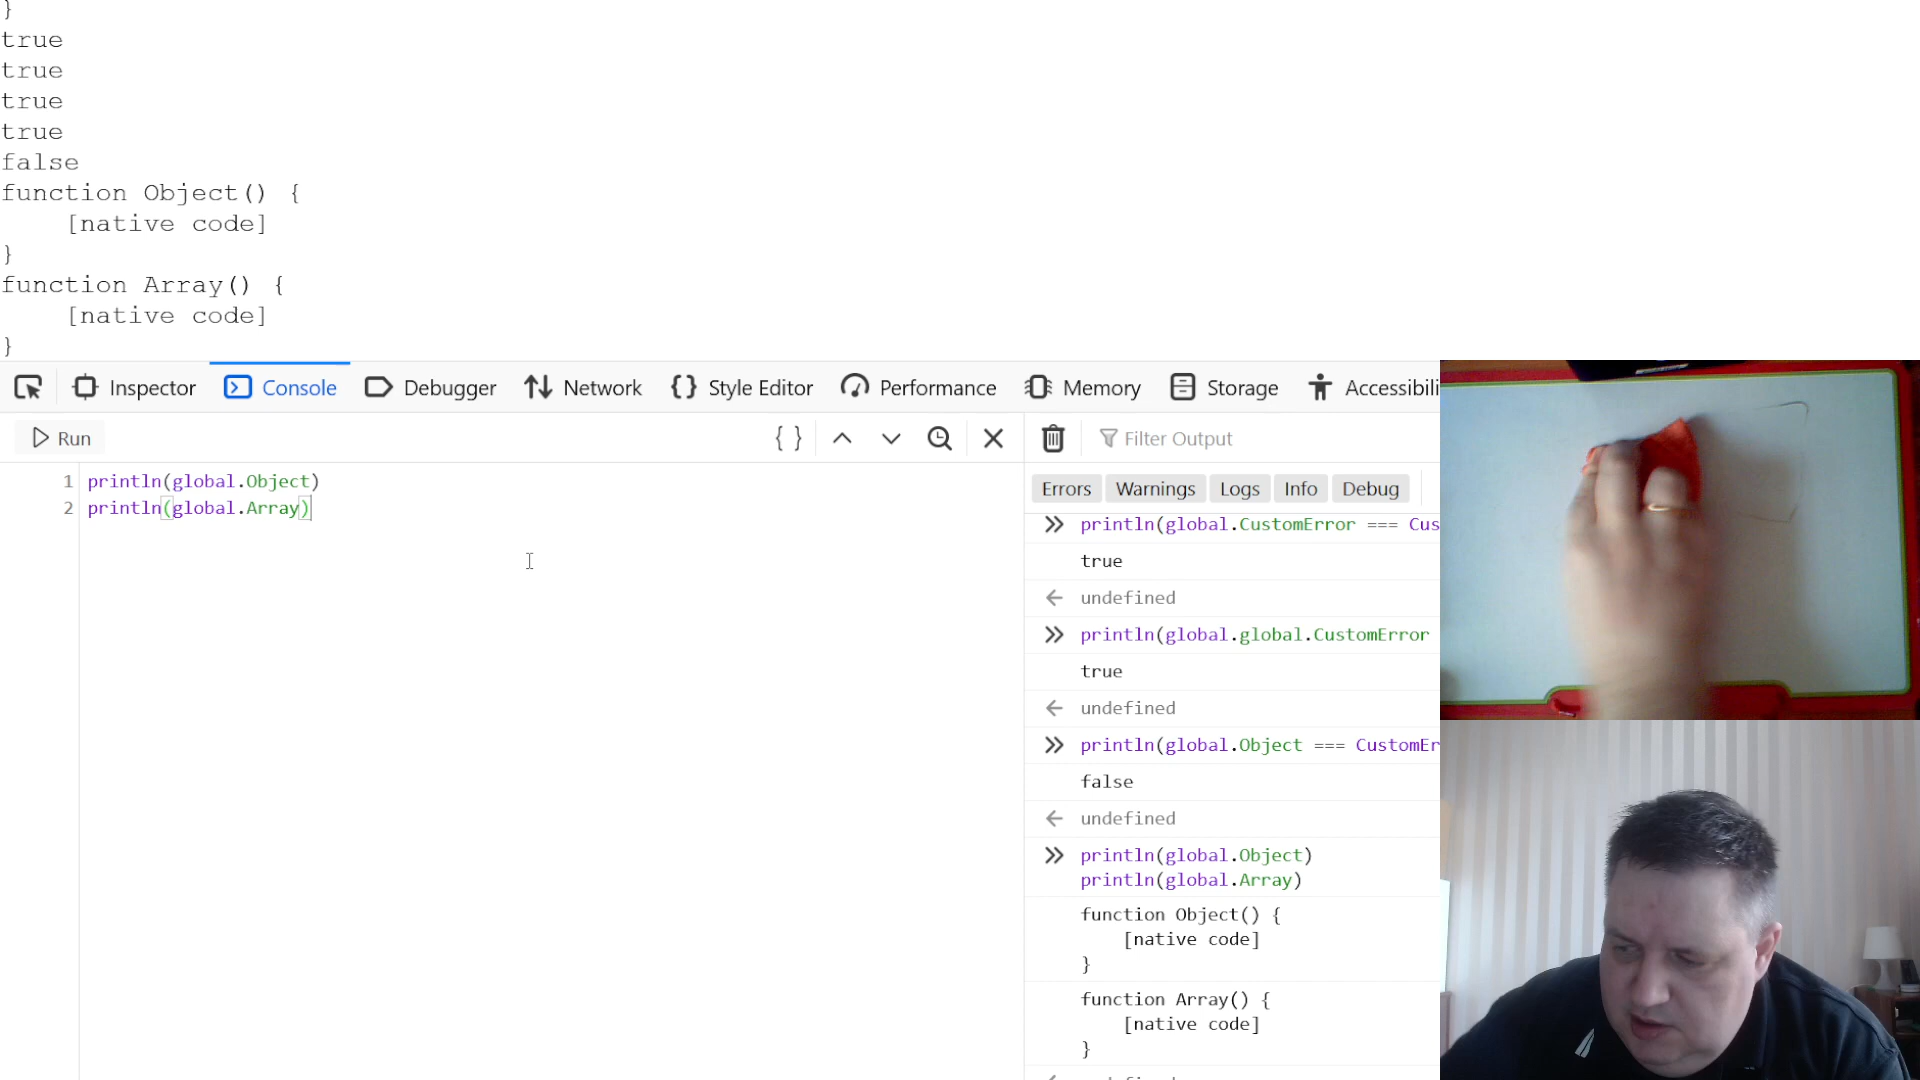 }
true
true
true
true
false
function Object() {
    [native code]
}
function Array() {
    [native code]
}
Inspector
Console
Debugger
Network
Style Editor
Performance
Memory
Storage
Accessibili
Run
Filter Output
1 println(global.Object)
2 println(global.Array)
Errors
Warnings
Logs
Info
Debug
println(global.CustomError === Cus
true
undefined
println(global.global.CustomError
true
undefined
println(global.Object === CustomEr
false
undefined
println(global.Object)
println(global.Array)
function Object() {
    [native code]
}
function Array() {
    [native code]
}